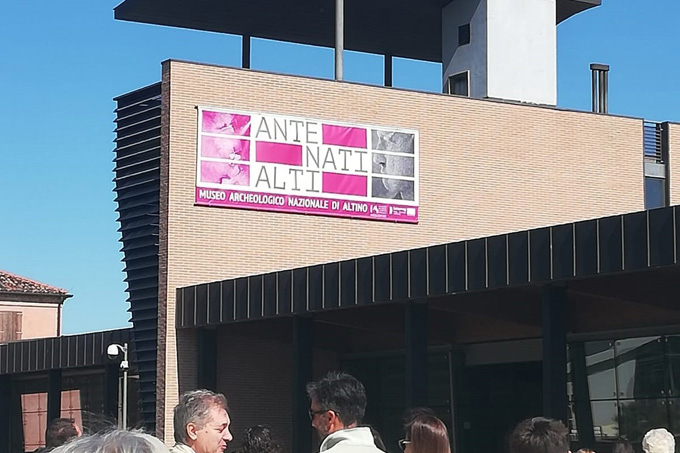 ANTE
NATI
ALTI
MUSEO ARCHEOLOGICO NAZIONALE DI ALTINO